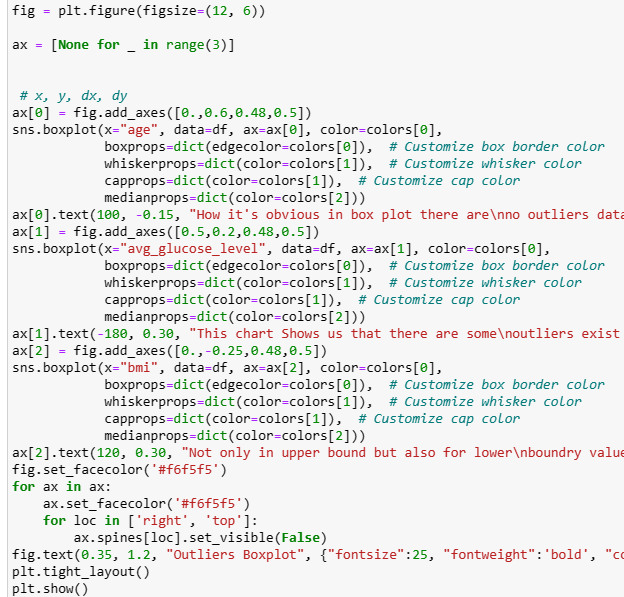 fig = plt.figure(figsize=(12, 6))
ax = [None for _ in range(3)]
# x, y, dx, dy
ax[0] = fig.add_axes([0.,0.6,0.48,0.5])
sns.boxplot(x="age", data=df, ax=ax[0], color=colors[0],
            boxprops=dict(edgecolor=colors[0]),  # Customize box border color
            whiskerprops=dict(color=colors[1]),  # Customize whisker color
            capprops=dict(color=colors[1]),  # Customize cap color
            medianprops=dict(color=colors[2]))
ax[0].text(100, -0.15, "How it's obvious in box plot there are\nno outliers data
ax[1] = fig.add_axes([0.5,0.2,0.48,0.5])
sns.boxplot(x="avg_glucose_level", data=df, ax=ax[1], color=colors[0],
            boxprops=dict(edgecolor=colors[0]),  # Customize box border color
            whiskerprops=dict(color=colors[1]),  # Customize whisker color
            capprops=dict(color=colors[1]),  # Customize cap color
            medianprops=dict(color=colors[2]))
ax[1].text(-180, 0.30, "This chart Shows us that there are some\noutliers exist
ax[2] = fig.add_axes([0.,-0.25,0.48,0.5])
sns.boxplot(x="bmi", data=df, ax=ax[2], color=colors[0],
            boxprops=dict(edgecolor=colors[0]),  # Customize box border color
            whiskerprops=dict(color=colors[1]),  # Customize whisker color
            capprops=dict(color=colors[1]),  # Customize cap color
            medianprops=dict(color=colors[2]))
ax[2].text(120, 0.30, "Not only in upper bound but also for lower\nboundry value
fig.set_facecolor('#f6f5f5')
for ax in ax:
    ax.set_facecolor('#f6f5f5')
    for loc in ['right', 'top']:
        ax.spines[loc].set_visible(False)
fig.text(0.35, 1.2, "Outliers Boxplot", {"fontsize":25, "fontweight":'bold', "co
plt.tight_layout()
plt.show()